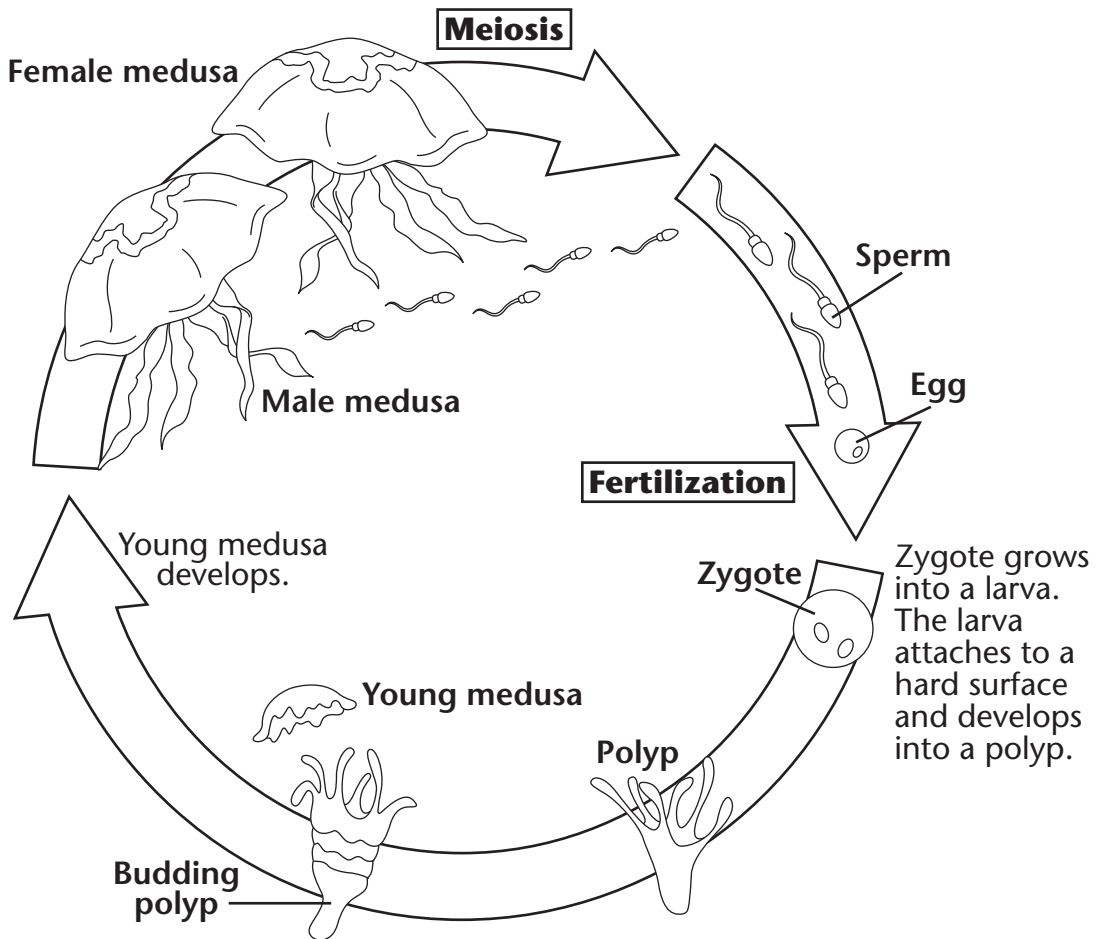 Meiosis
Female medusa
Sperm
Egg
Male medusa
Fertilization
Young medusa
develops.
Zygote
Zygote grows
into a larva.
The larva
attaches to a
hard surface
and develops
into a polyp.
Young medusa
Polyp
Budding
polyp